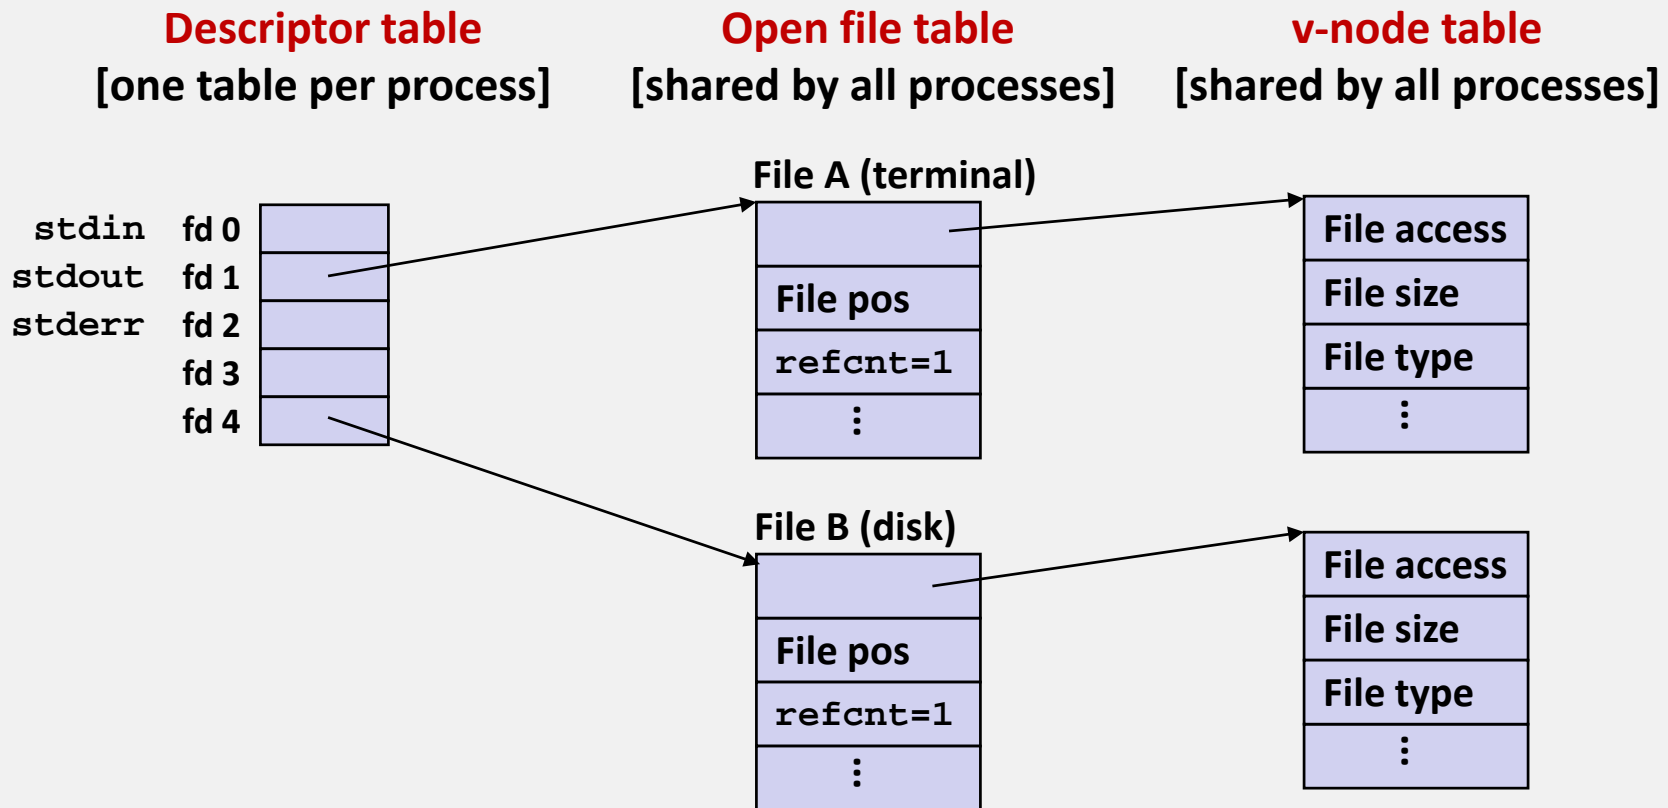 Descriptor table
[one table per process]
Open file table
[shared by all processes]
v-node table
[shared by all processes]
stdin fd 0
stdout fd 1
stderr fd 2
fd 3
fd 4
File A (terminal)
File pos
refcnt=1
⋮
File access
File size
File type
⋮
File B (disk)
File pos
refcnt=1
⋮
File access
File size
File type
⋮